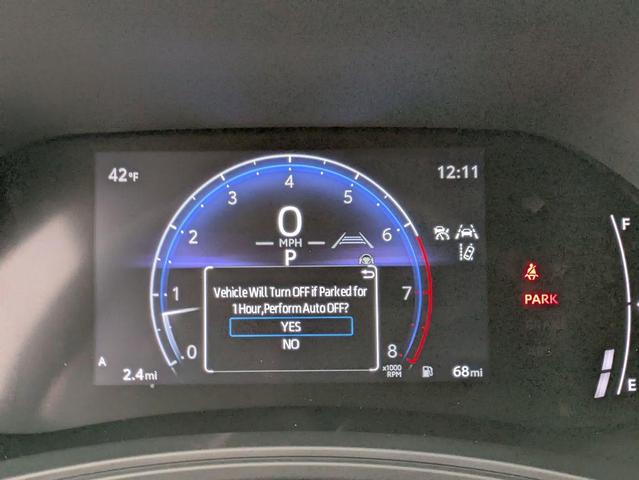 42°F
12:11
4
3
5
2
6
0
MPH
P
1
7
Vehicle Will Turn OFF if Parked for
1 Hour,Perform Auto OFF?
YES
NO
0
8
x1000
RPM
A
2.4mi
68mi
F
PARK
E